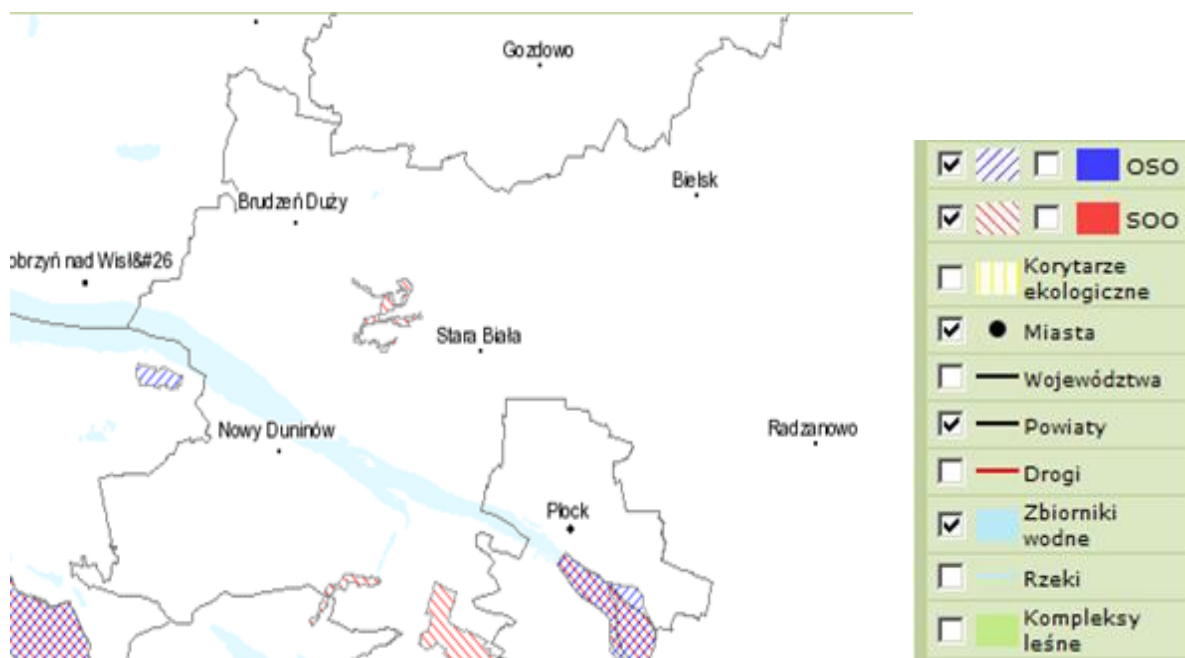 Gozdowo
Bielsk
Brudzeń Duży
obrzyń nad Wisł&#26
Stara Biała
Nowy Duninów
Radzanowo
Płock
OSO
SOO
Korytarze
ekologiczne
Miasta
Województwa
Powiaty
Drogi
Zbiorniki
wodne
Rzeki
Kompleksy
leśne